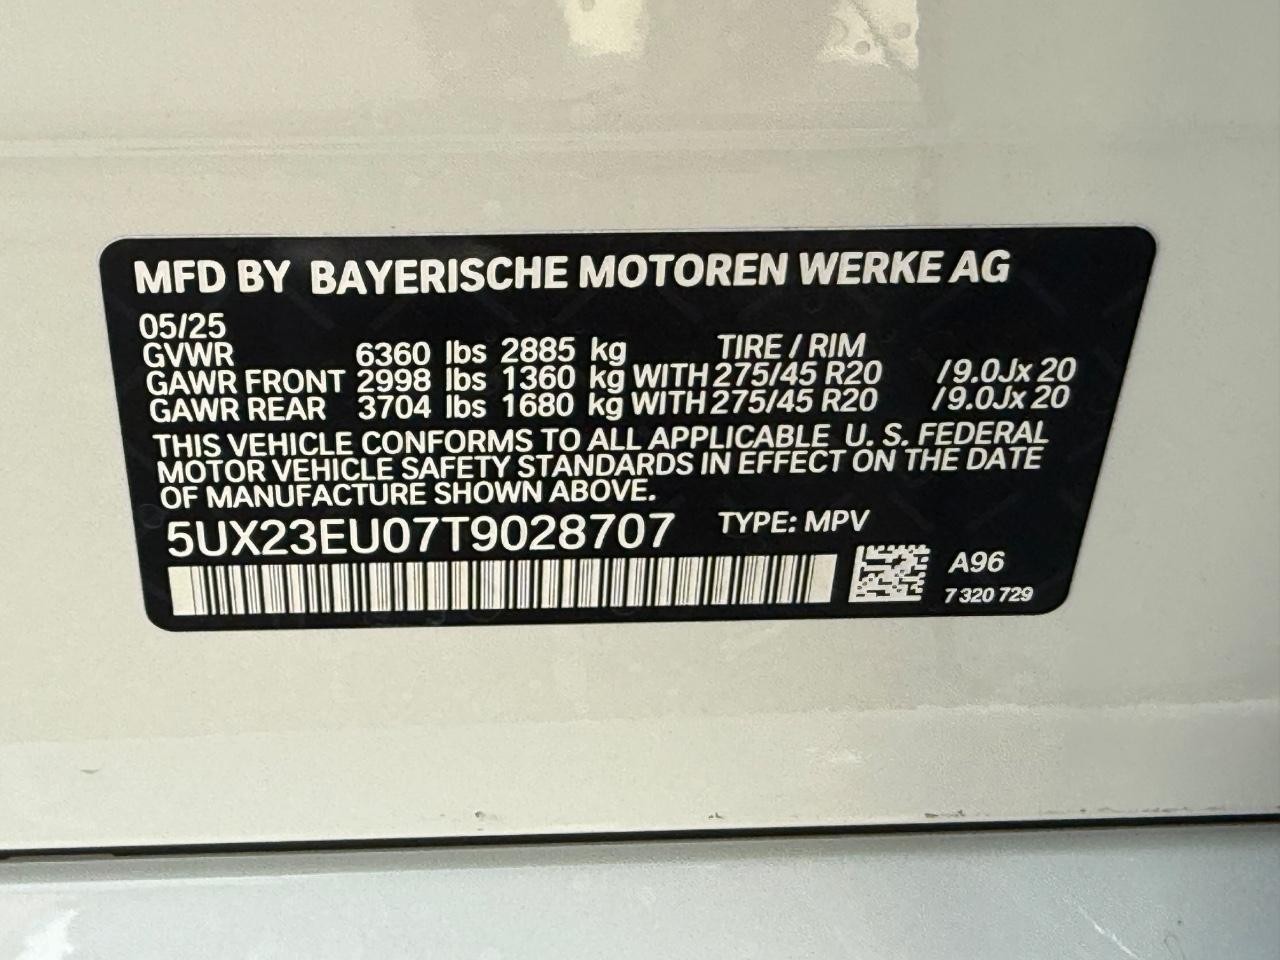 MFD BY BAYERISCHE MOTOREN WERKE AG
05/25
GVWR 6360 lbs 2885 kg TIRE / RIM
GAWR FRONT 2998 lbs 1360 kg WITH 275/45 R20 /9.0Jx 20
GAWR REAR 3704 lbs 1680 kg WITH 275/45 R20 /9.0Jx 20
THIS VEHICLE CONFORMS TO ALL APPLICABLE U. S. FEDERAL
MOTOR VEHICLE SAFETY STANDARDS IN EFFECT ON THE DATE
OF MANUFACTURE SHOWN ABOVE.
5UX23EU07T9028707 TYPE: MPV
A96
7 320 729